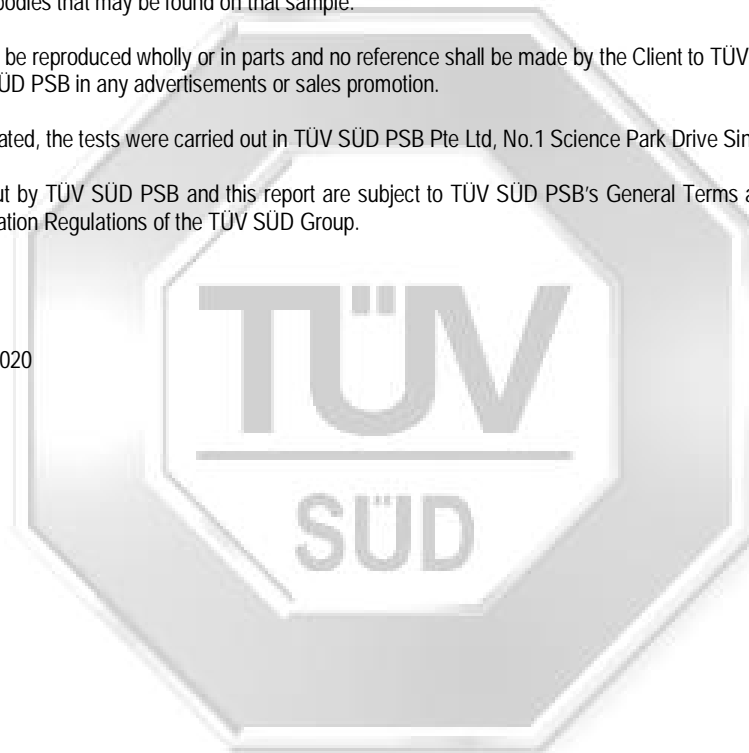 bodies that may be found on that sample.
be reproduced wholly or in parts and no reference shall be made by the Client to TÜV
ÜD PSB in any advertisements or sales promotion.
ated, the tests were carried out in TÜV SÜD PSB Pte Ltd, No.1 Science Park Drive Sin
ut by TÜV SÜD PSB and this report are subject to TÜV SÜD PSB's General Terms a
ation Regulations of the TÜV SÜD Group.
020
TÜV
SÜD